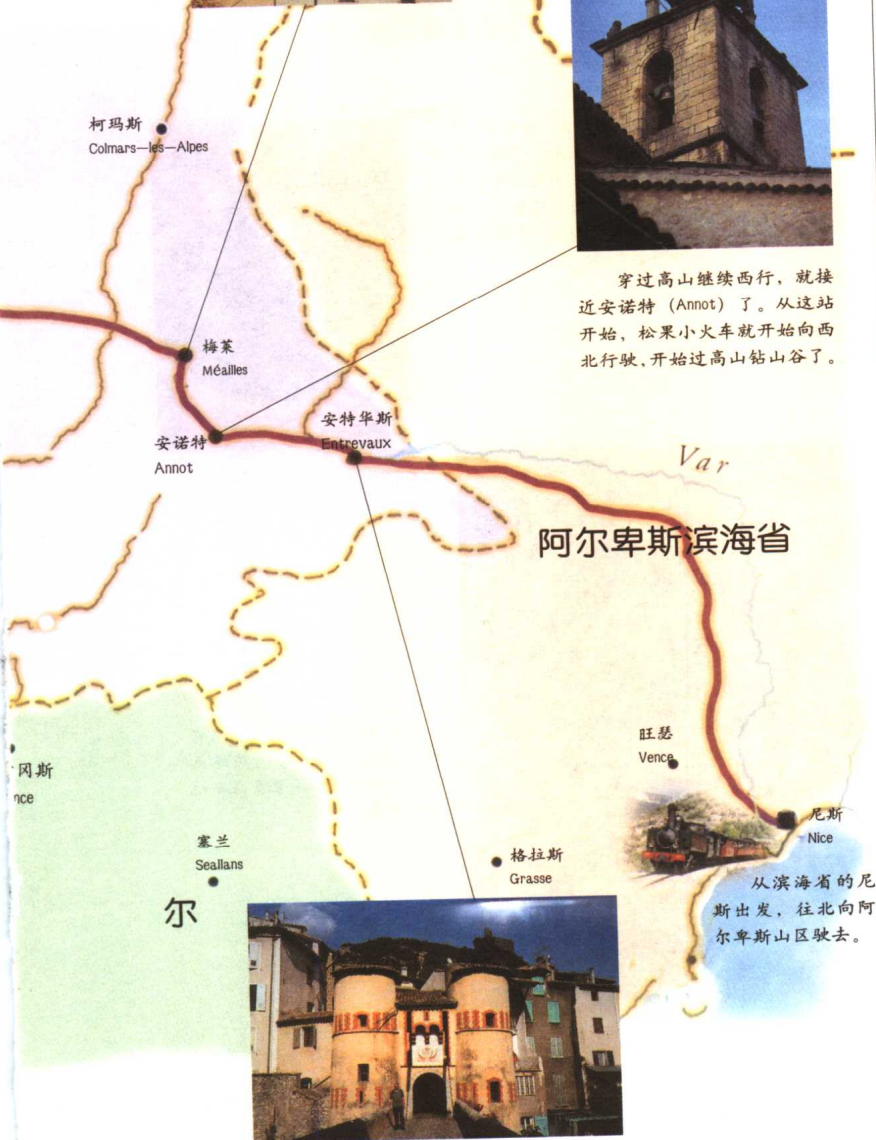 柯玛斯
Colmars—les—Alpes
穿过高山继续西行，就接
近安诺特（Annot）了。从这站
开始，松果小火车就开始向西
北行驶，开始过高山钻山谷了。
梅莱
Méailles
安特华斯
Entrevaux
安诺特
Annot
Var
阿尔卑斯滨海省
旺瑟
Vence
冈斯
nce
尼斯
Nice
塞兰
Seallans
格拉斯
Grasse
从滨海省的尼
斯出发，往北向阿
尔卑斯山区驶去。
尔